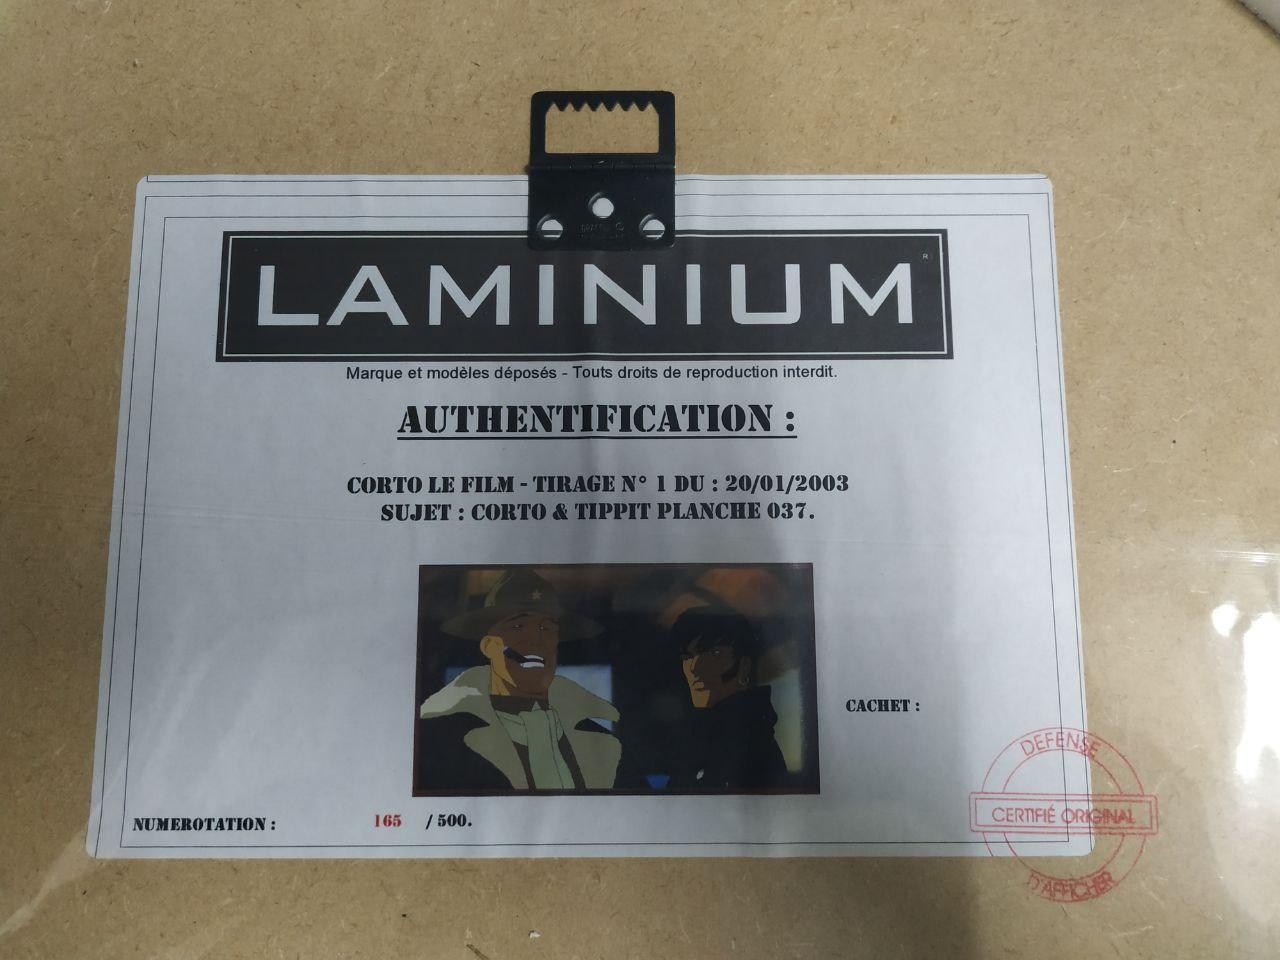 LAMINIUM
R
Marque et modèles déposés - Touts droits de reproduction interdit.
AUTHENTIFICATION :
CORTO LE FILM - TIRAGE N° 1 DU : 20/01/2003
SUJET : CORTO & TIPPIT PLANCHE 037.
CACHET :
DEFENSE
CERTIFIÉ ORIGINAL
D'AFFICHER
NUMEROTATION : 165 / 500.